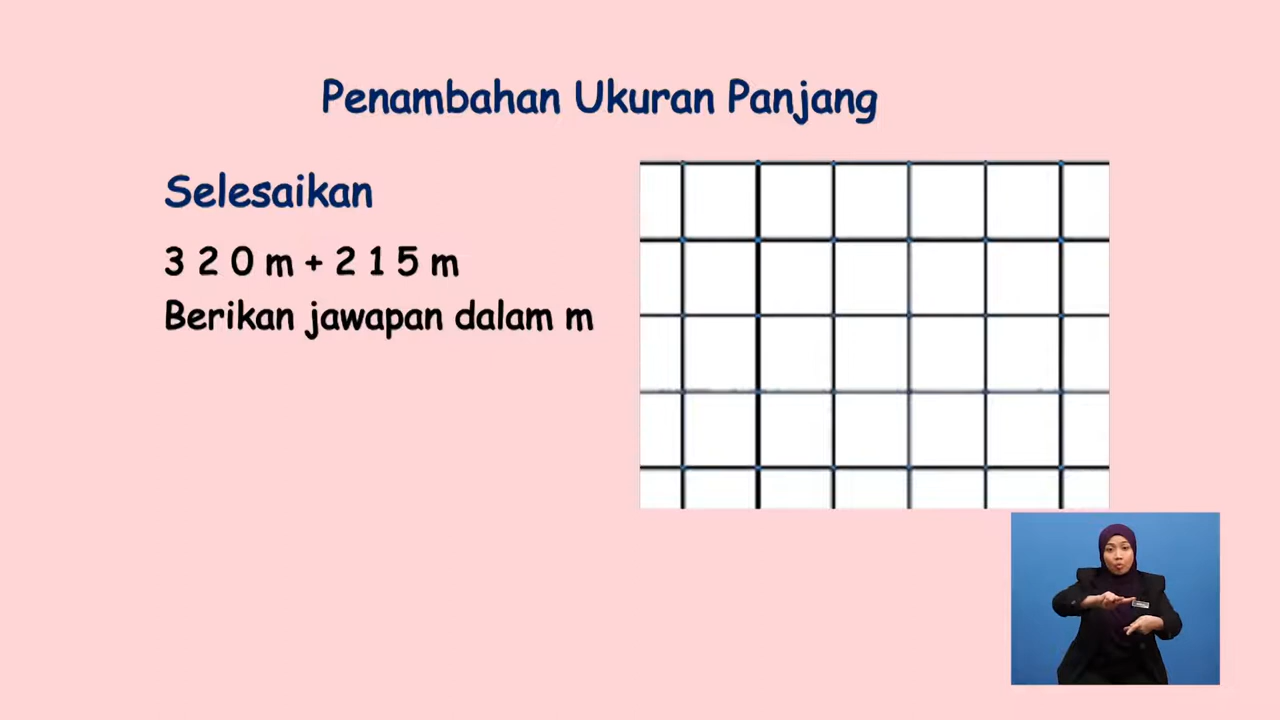 Penambahan Ukuran Panjang
Selesaikan
3 2 0 m + 2 1 5 m
Berikan jawapan dalam m